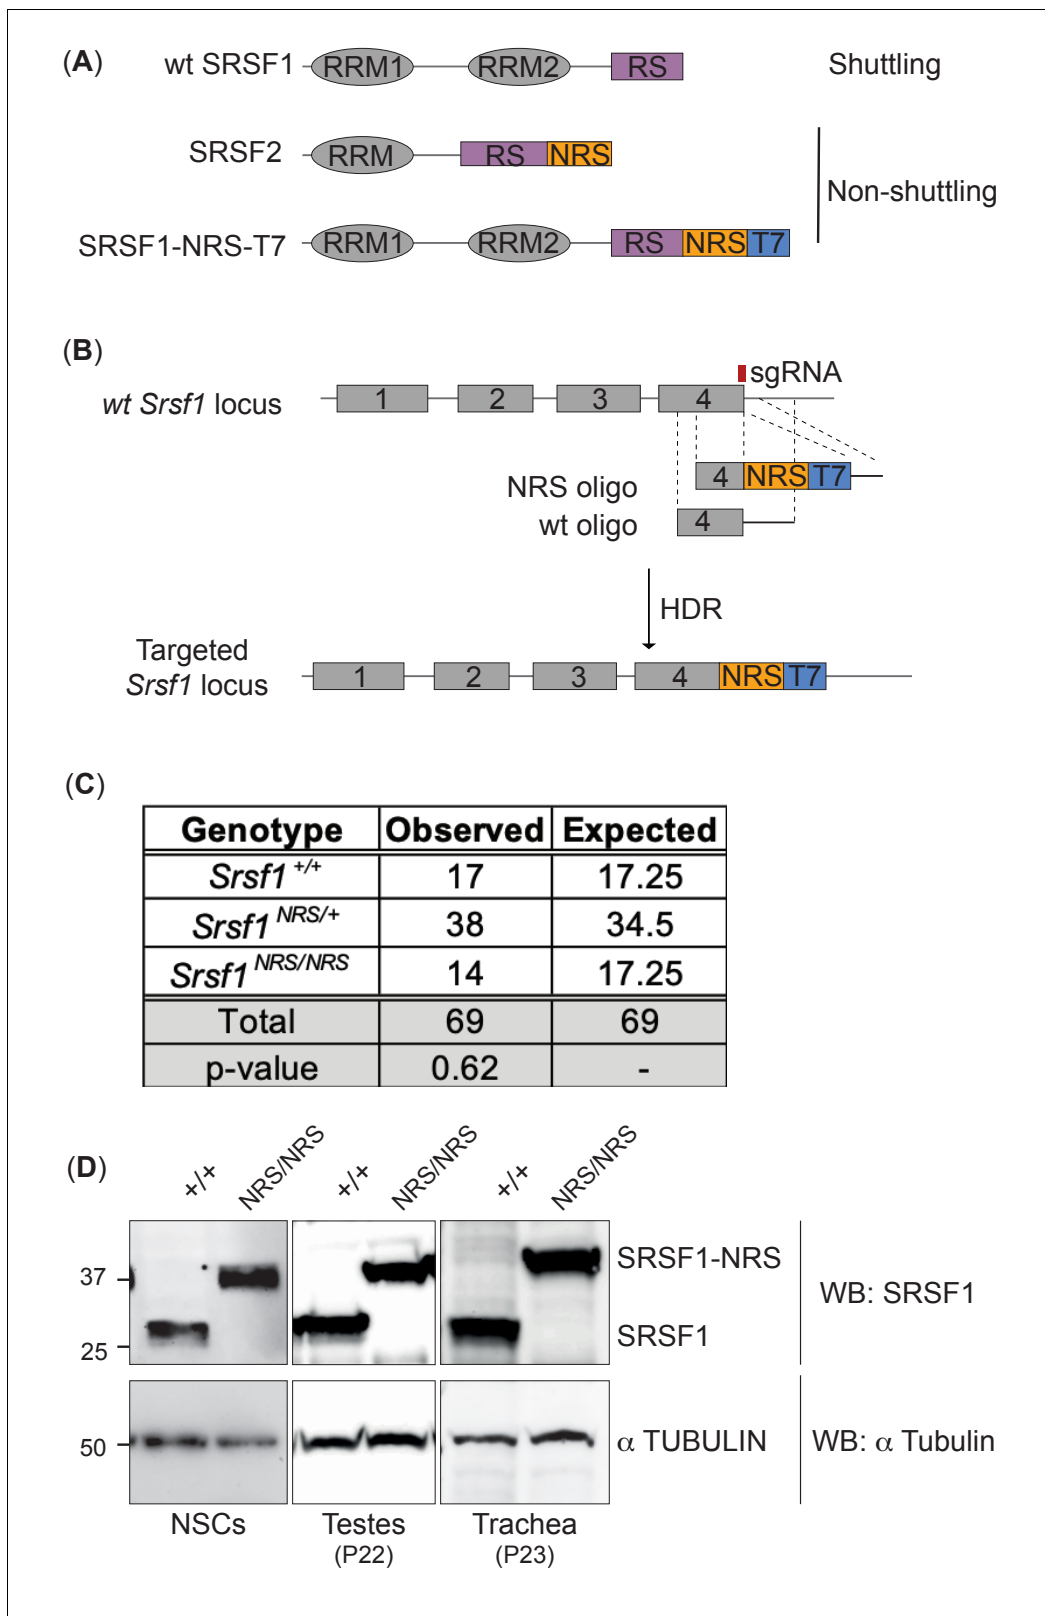 (A)
wt SRSF1 RRM1 RRM2 RS Shuttling
SRSF2 RRM RS NRS
Non-shuttling
SRSF1-NRS-T7 RRM1 RRM2 RS NRS T7
(B)
sgRNA
wt Srsf1 locus 1 2 3 4
4 NRS T7
NRS oligo
wt oligo 4
HDR
Targeted
Srsf1 locus 1 2 3 4 NRS T7
(C)
Genotype Observed Expected
Srsf1 +/+ 17 17.25
Srsf1 NRS/+ 38 34.5
Srsf1 NRS/NRS 14 17.25
Total 69 69
p-value 0.62 -
(D)
+/+ NRS/NRS +/+ NRS/NRS +/+ NRS/NRS
37 SRSF1-NRS
WB: SRSF1
25 SRSF1
50 α TUBULIN WB: α Tubulin
NSCs Testes Trachea
(P22) (P23)